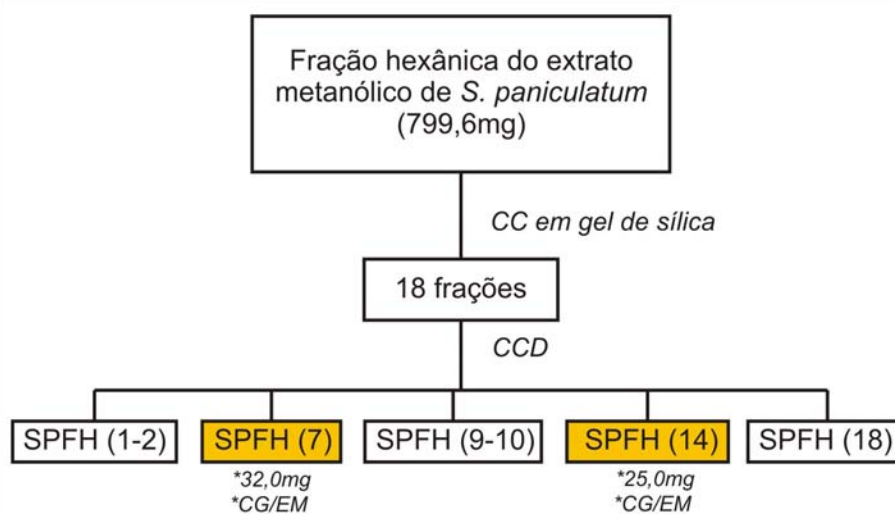 Fração hexânica do extrato
metanólico de S. paniculatum
(799,6mg)
CC em gel de sílica
18 frações
CCD
SPFH (1-2)
SPFH (7)
SPFH (9-10)
SPFH (14)
SPFH (18)
*32,0mg
*CG/EM
*25,0mg
*CG/EM